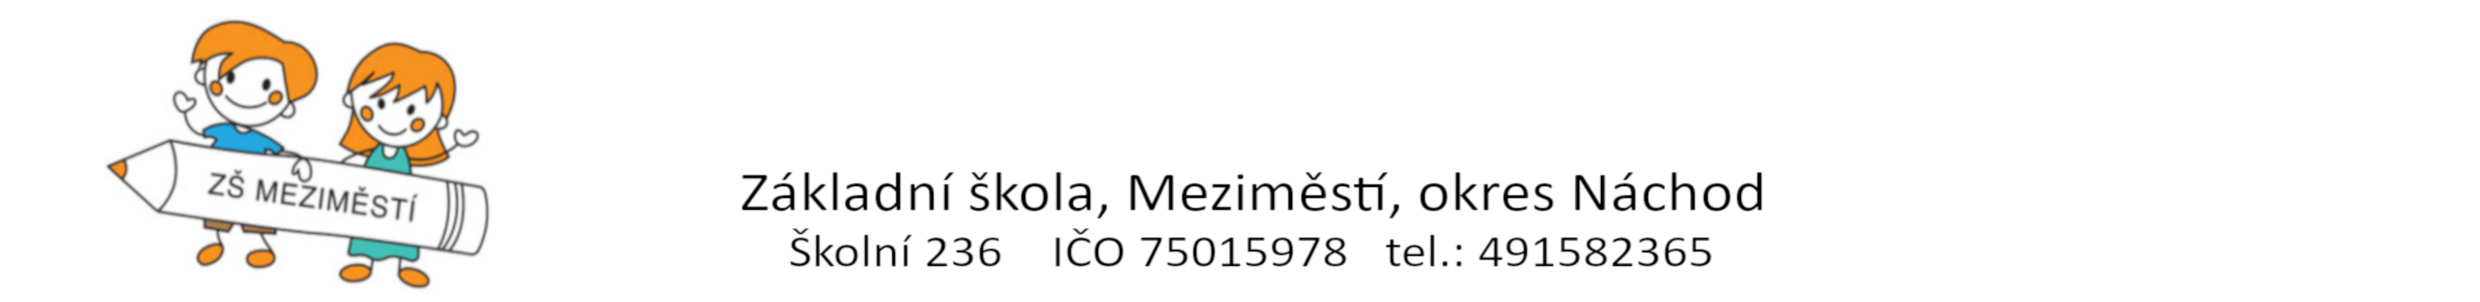 ZŠ MEZIMĚSTÍ
Základní škola, Meziměstí, okres Náchod
Školní 236 IČO 75015978 tel.: 491582365